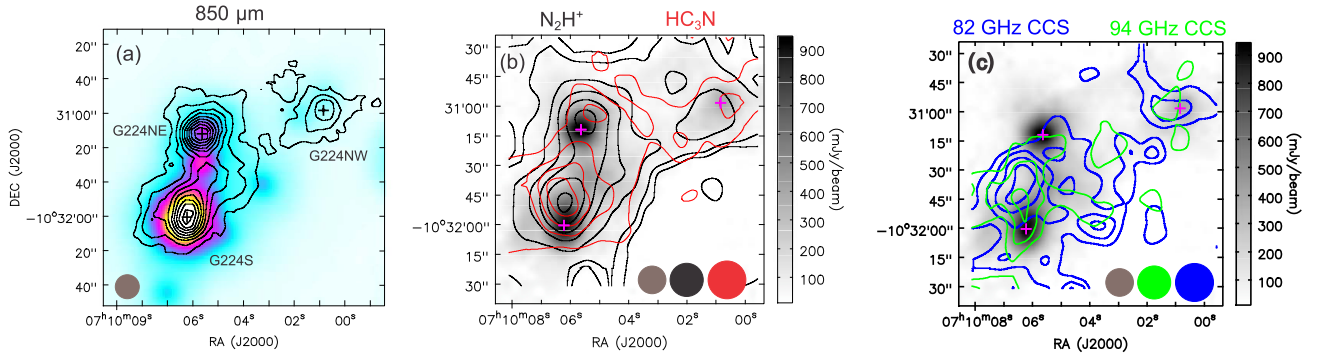 850 μm
(a)
20''
40''
31'00''
20''
40''
−10°32'00''
20''
40''
DEC (J2000)
G224NE
G224NW
G224S
07ʰ10ᵐ09ˢ
06ˢ
04ˢ
02ˢ
00ˢ
RA (J2000)
N₂H⁺
HC₃N
(b)
30''
31'00''
15''
30''
45''
−10°32'00''
15''
30''
07ʰ10ᵐ08ˢ
06ˢ
04ˢ
02ˢ
00ˢ
RA (J2000)
900
800
700
600
500
400
300
200
100
(mJy/beam)
82 GHz CCS
94 GHz CCS
(c)
30''
31'00''
15''
30''
45''
−10°32'00''
15''
30''
07ʰ10ᵐ08ˢ
06ˢ
04ˢ
02ˢ
00ˢ
RA (J2000)
900
800
700
600
500
400
300
200
100
(mJy/beam)